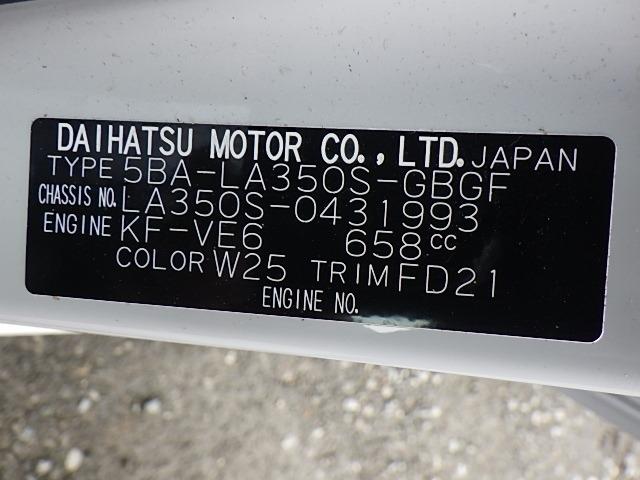 DAIHATSU MOTOR CO., LTD. JAPAN
TYPE 5BA-LA350S-GBGF
CHASSIS NO. LA350S-0431993
ENGINE KF-VE6 658cc
COLOR W25 TRIM FD21
ENGINE NO.